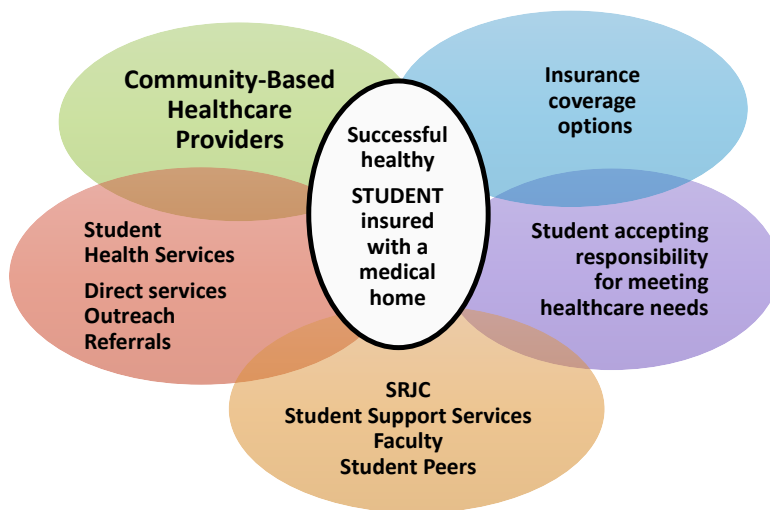 Community-Based
Healthcare
Providers
Insurance
coverage
options
Successful
healthy
STUDENT
insured
with a
medical
home
Student
Health Services
Direct services
Outreach
Referrals
Student accepting
responsibility
for meeting
healthcare needs
SRJC
Student Support Services
Faculty
Student Peers